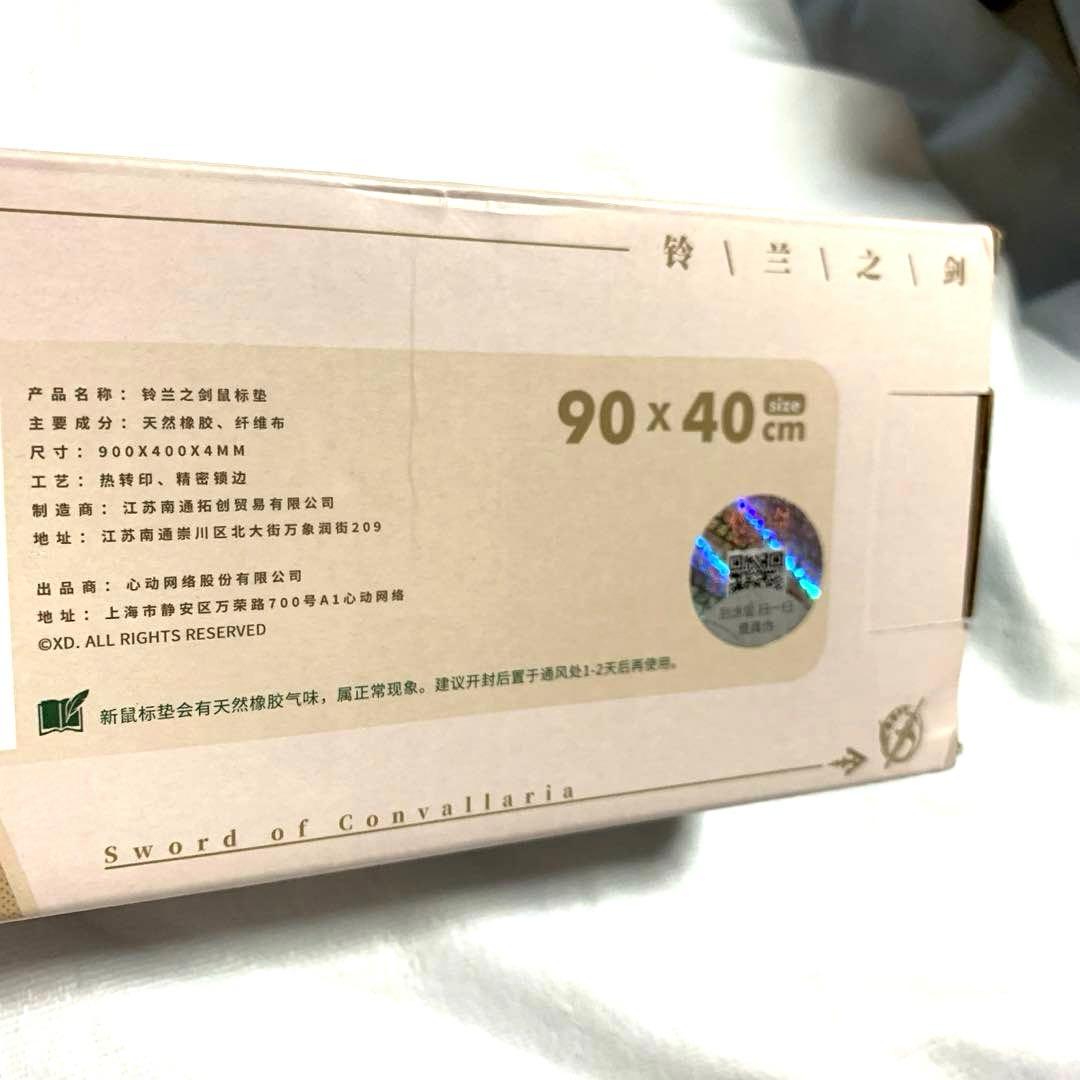 铃\兰\之\剑
产品名称：铃兰之剑鼠标垫
主要成分：天然橡胶、纤维布
尺寸：900X400X4MM
工艺：热转印、精密锁边
制造商：江苏南通拓创贸易有限公司
地址：江苏南通崇川区北大街万象润街209
90 x 40 size cm
出品商：心动网络股份有限公司
地址：上海市静安区万荣路700号A1心动网络
©XD. ALL RIGHTS RESERVED
新鼠标垫会有天然橡胶气味，属正常现象。建议开封后置于通风处1-2天后再使用。
Sword of Convallaria